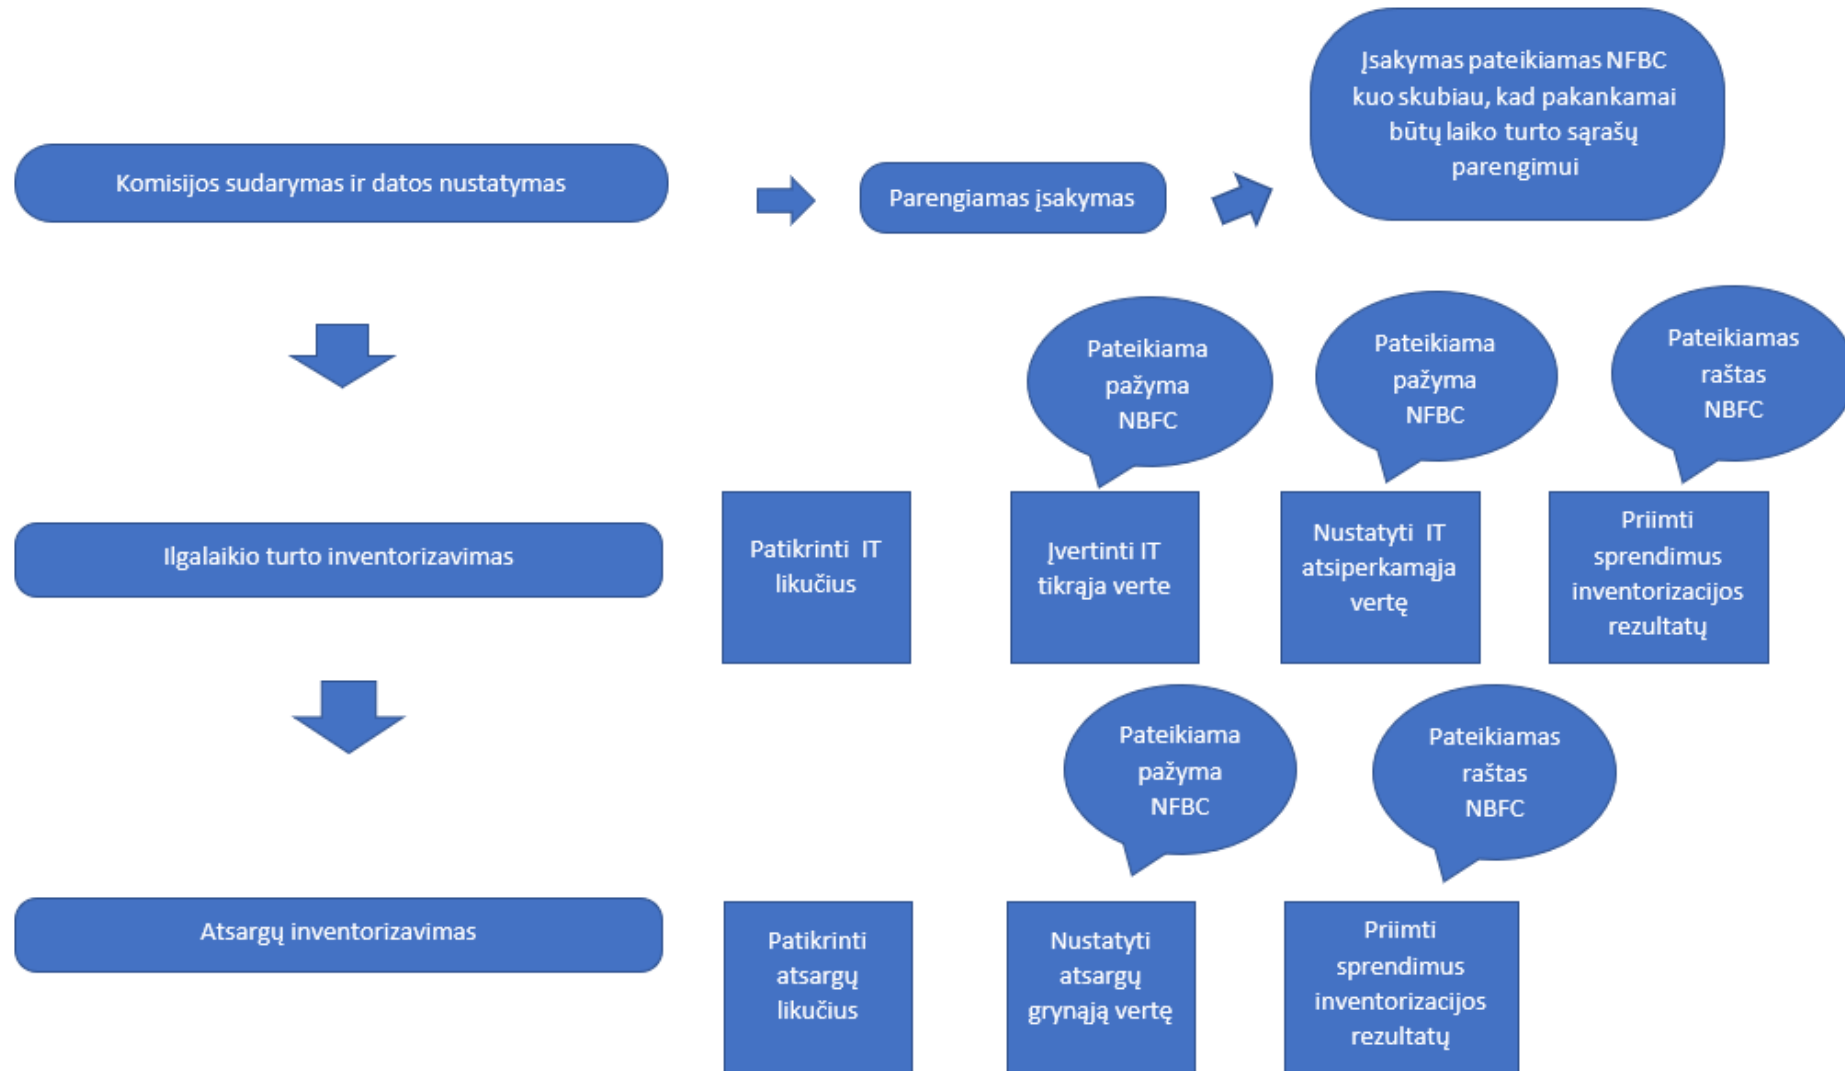 Komisijos sudarymas ir datos nustatymas
Parengiamas įsakymas
Įsakymas pateikiamas NFBC
kuo skubiau, kad pakankamai
būtų laiko turto sąrašų
parengimui
Pateikiama
pažyma
NBFC
Pateikiama
pažyma
NFBC
Pateikiamas
raštas
NBFC
Ilgalaikio turto inventorizavimas
Patikrinti IT
likučius
Įvertinti IT
tikrąja verte
Nustatyti IT
atsiperkamąja
vertę
Priimti
sprendimus
inventorizacijos
rezultatų
Pateikiama
pažyma
NFBC
Pateikiamas
raštas
NBFC
Atsargų inventorizavimas
Patikrinti
atsargų
likučius
Nustatyti
atsargų
grynąją vertę
Priimti
sprendimus
inventorizacijos
rezultatų